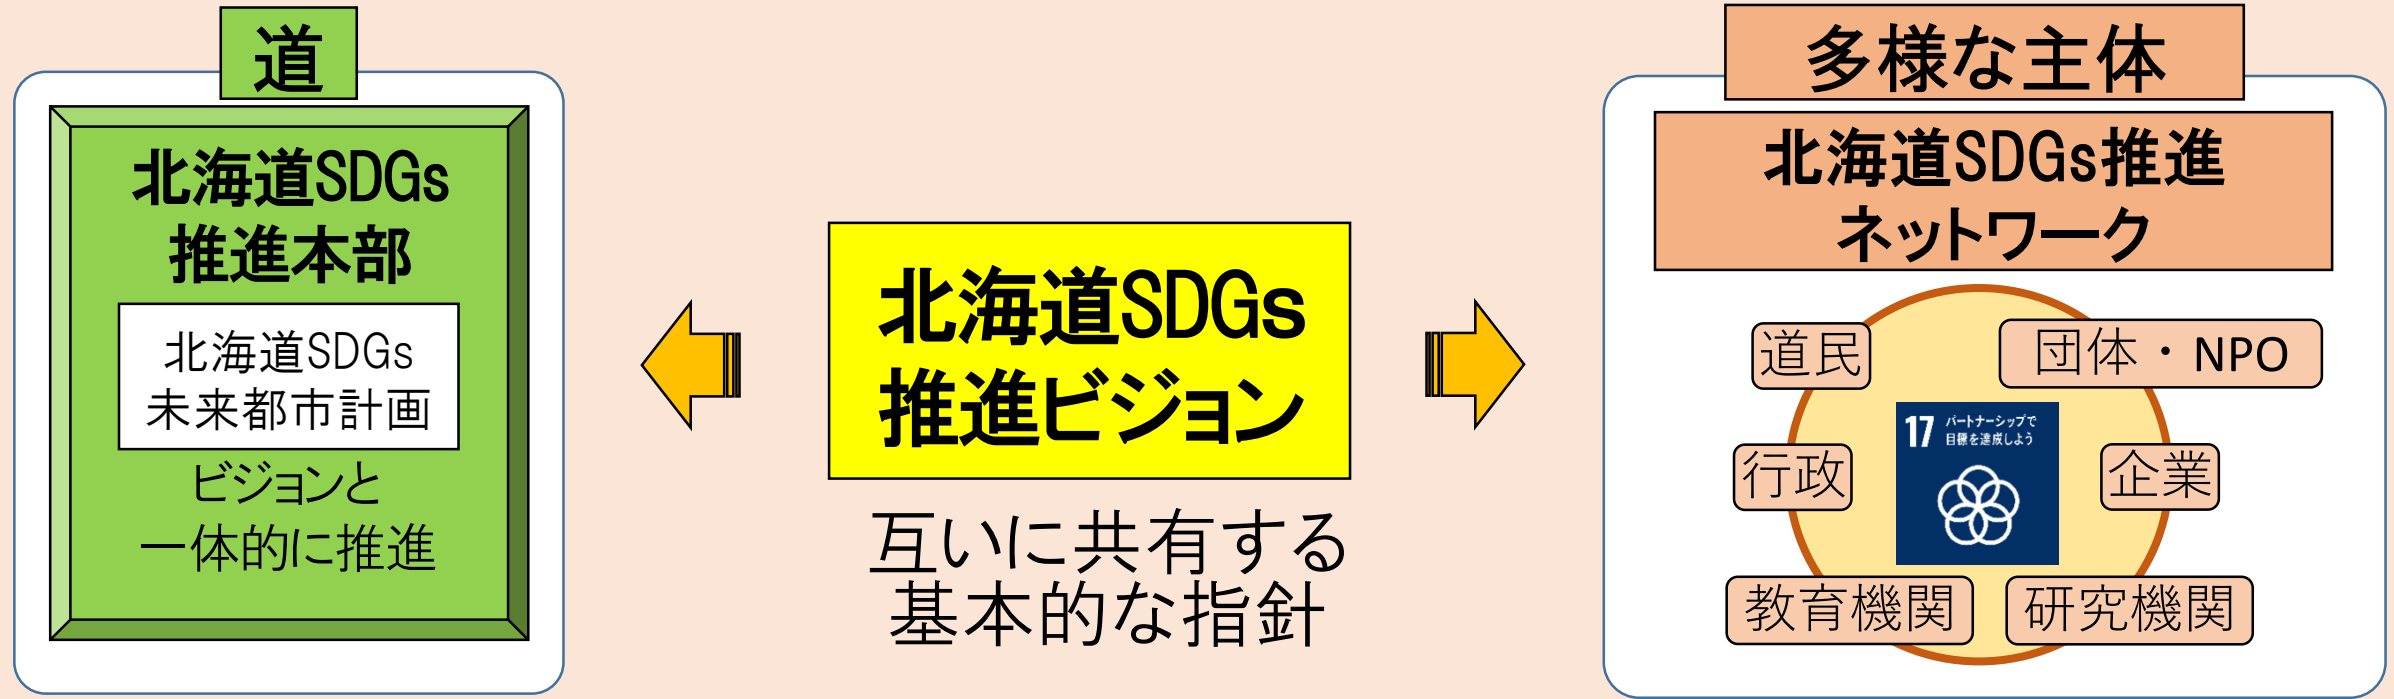 道
北海道SDGs
推進本部
北海道SDGs
未来都市計画
ビジョンと
一体的に推進
北海道SDGs
推進ビジョン
互いに共有する
基本的な指針
多様な主体
北海道SDGs推進
ネットワーク
道民
団体・NPO
17 パートナーシップで
目標を達成しよう
行政
企業
教育機関
研究機関